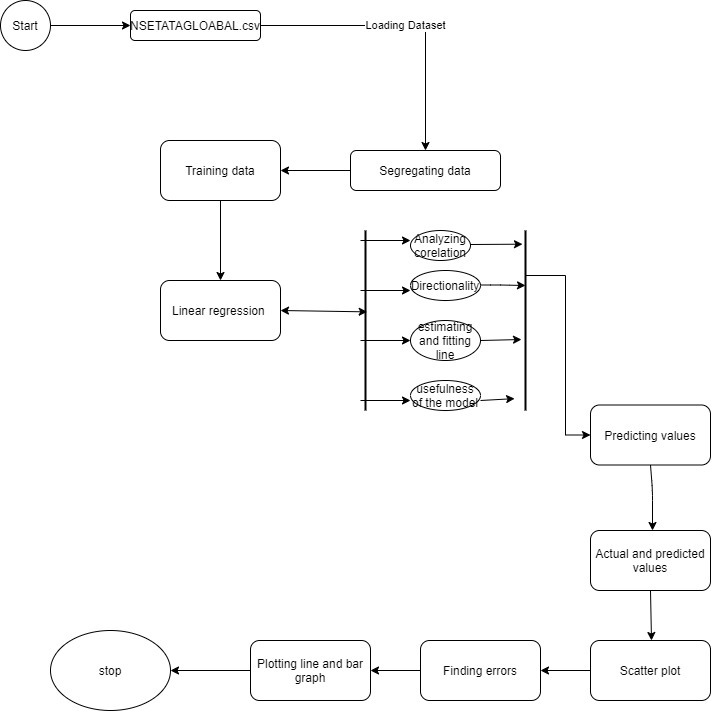 Start
NSETATAGLOABAL.csv
Loading Dataset
Training data
Segregating data
Analyzing
corelation
Directionality
Linear regression
estimating
and fitting
line
usefulness
of the model
Predicting values
Actual and predicted
values
Scatter plot
Finding errors
Plotting line and bar
graph
stop